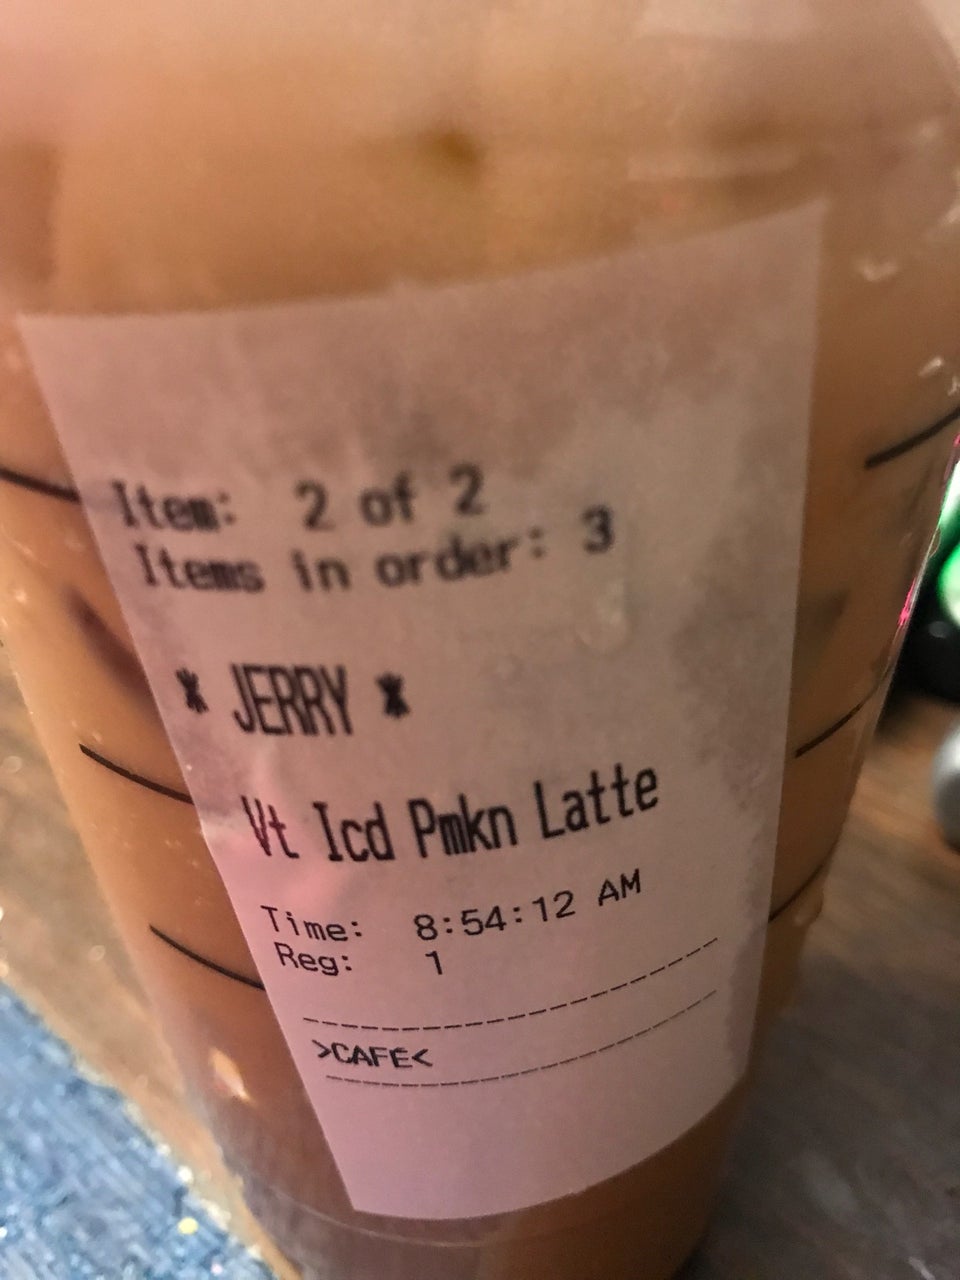 Item: 2 of 2
Items in order: 3
* JERRY *
Vt Icd Pmkn Latte
Time: 8:54:12 AM
Reg: 1
>CAFE<